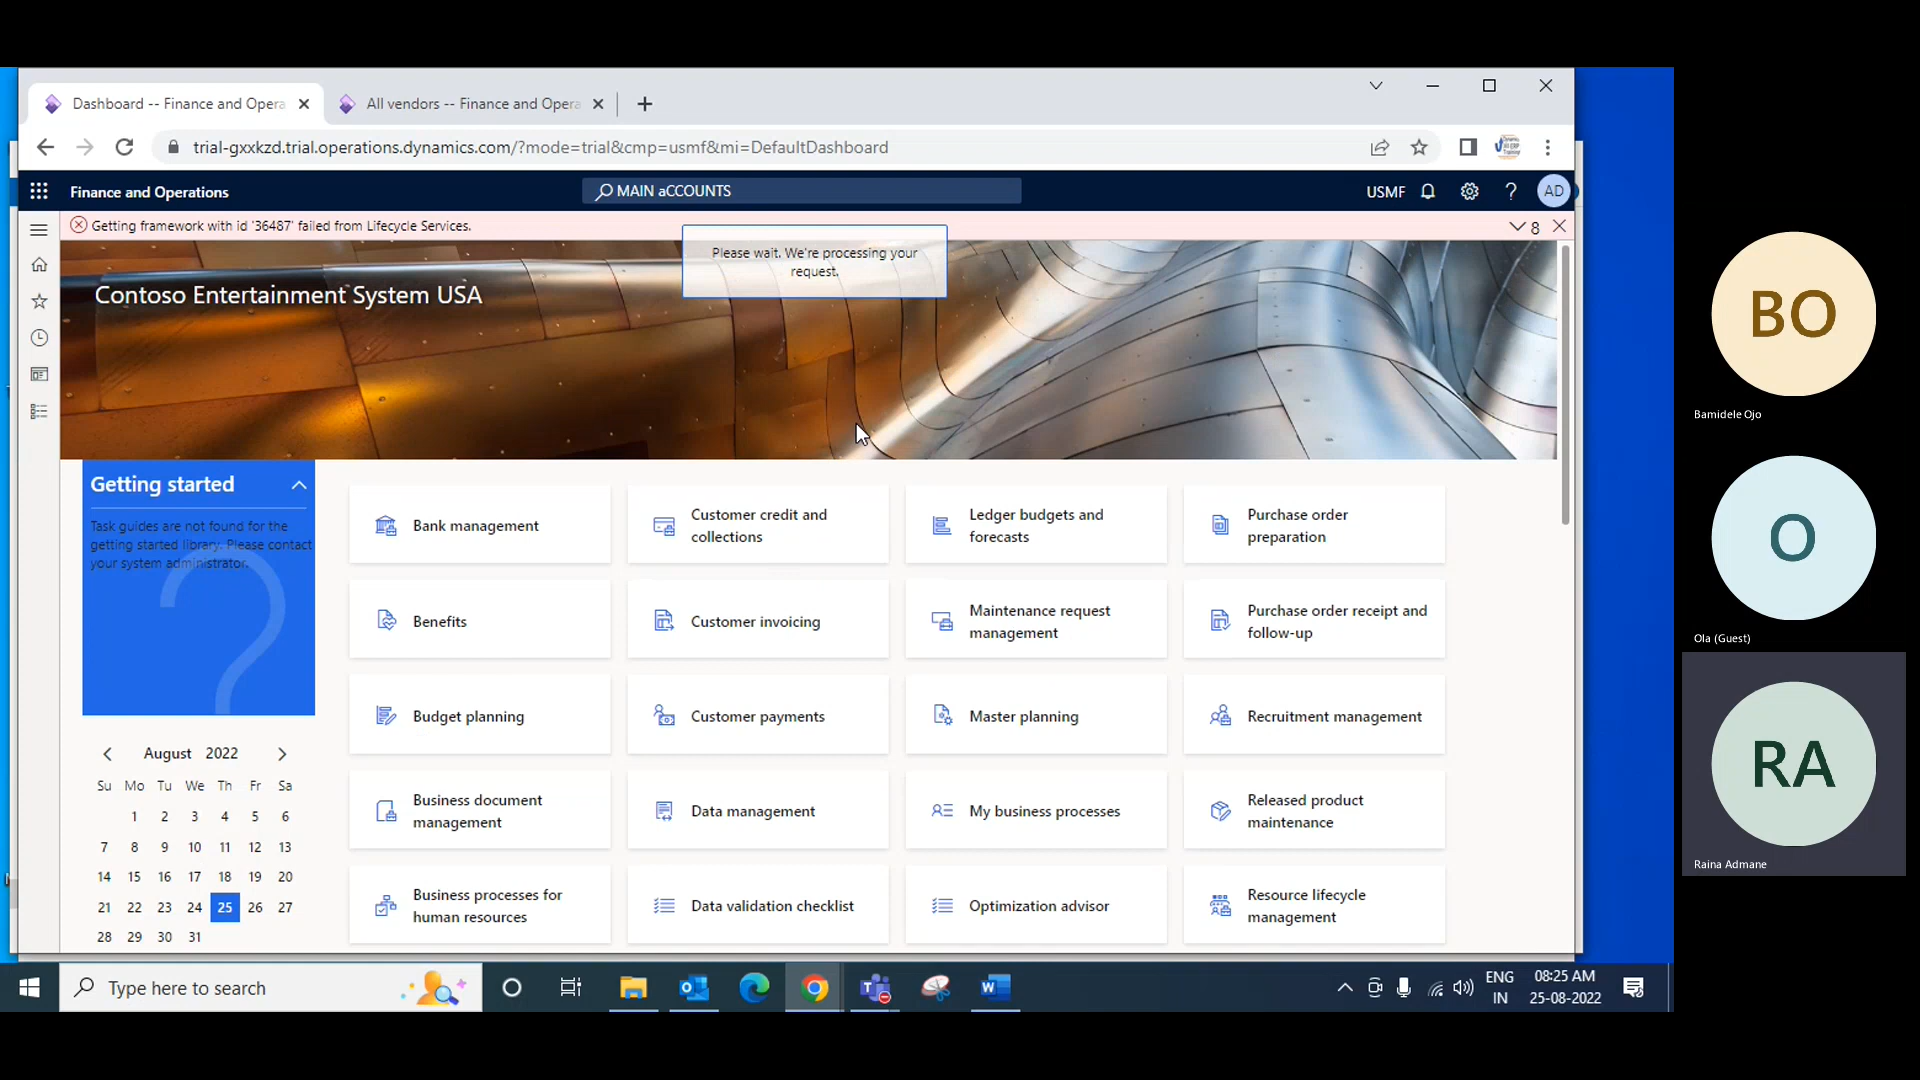 Dashboard -- Finance and Opera
All vendors -- Finance and Opera
trial-gxxkzd.trial.operations.dynamics.com/?mode=trial&cmp=usmf&mi=DefaultDashboard
Finance and Operations
MAIN aCCOUNTS
USMF
AD
Getting framework with id '36487' failed from Lifecycle Services.
8
Please wait. We're processing your
request.
Contoso Entertainment System USA
Getting started
Task guides are not found for the
getting started library. Please contact
your system administrator.
Bank management
Customer credit and
collections
Ledger budgets and
forecasts
Purchase order
preparation
Benefits
Customer invoicing
Maintenance request
management
Purchase order receipt and
follow-up
Budget planning
Customer payments
Master planning
Recruitment management
Business document
management
Data management
My business processes
Released product
maintenance
Business processes for
human resources
Data validation checklist
Optimization advisor
Resource lifecycle
management
August 2022
Su Mo Tu We Th Fr Sa
1 2 3 4 5 6
7 8 9 10 11 12 13
14 15 16 17 18 19 20
21 22 23 24 25 26 27
28 29 30 31
Type here to search
ENG
IN
08:25 AM
25-08-2022
BO
Bamidele Ojo
O
Ola (Guest)
RA
Raina Admane